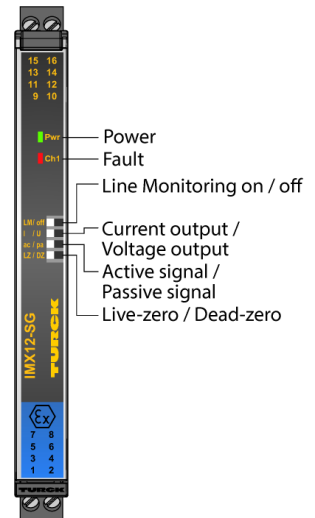 15 16
13 14
11 12
9 10
Pwr
Power
Ch1
Fault
Line Monitoring on / off
LM/ off
I / U
Current output /
Voltage output
ac / pa
Active signal /
Passive signal
LZ / DZ
Live-zero / Dead-zero
IMX12-SG
TURCK
Ex
7 8
5 6
3 4
1 2
TURCK